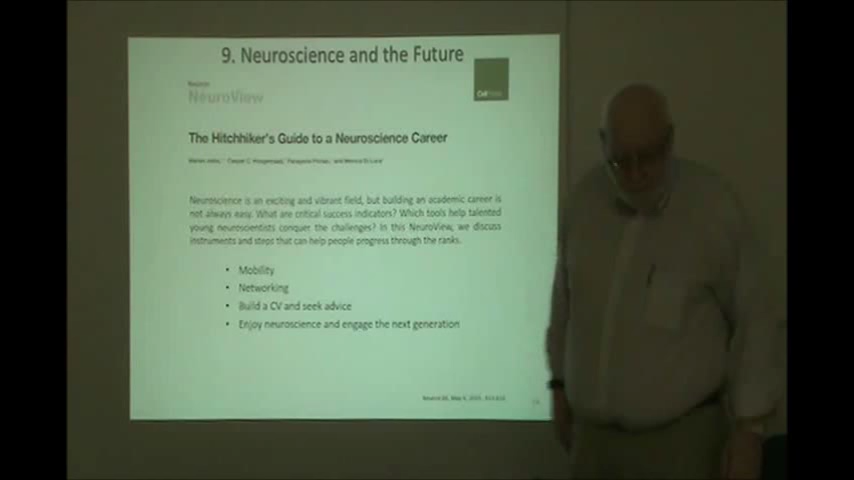 9. Neuroscience and the Future
Neuron
NeuroView
Cell
The Hitchhiker's Guide to a Neuroscience Career
Neuroscience is an exciting and vibrant field, but building an academic career is
not always easy. What are critical success indicators? Which tools help talented
young neuroscientists conquer the challenges? In this NeuroView, we discuss
instruments and steps that can help people progress through the ranks.
• Mobility
• Networking
• Build a CV and seek advice
• Enjoy neuroscience and engage the next generation